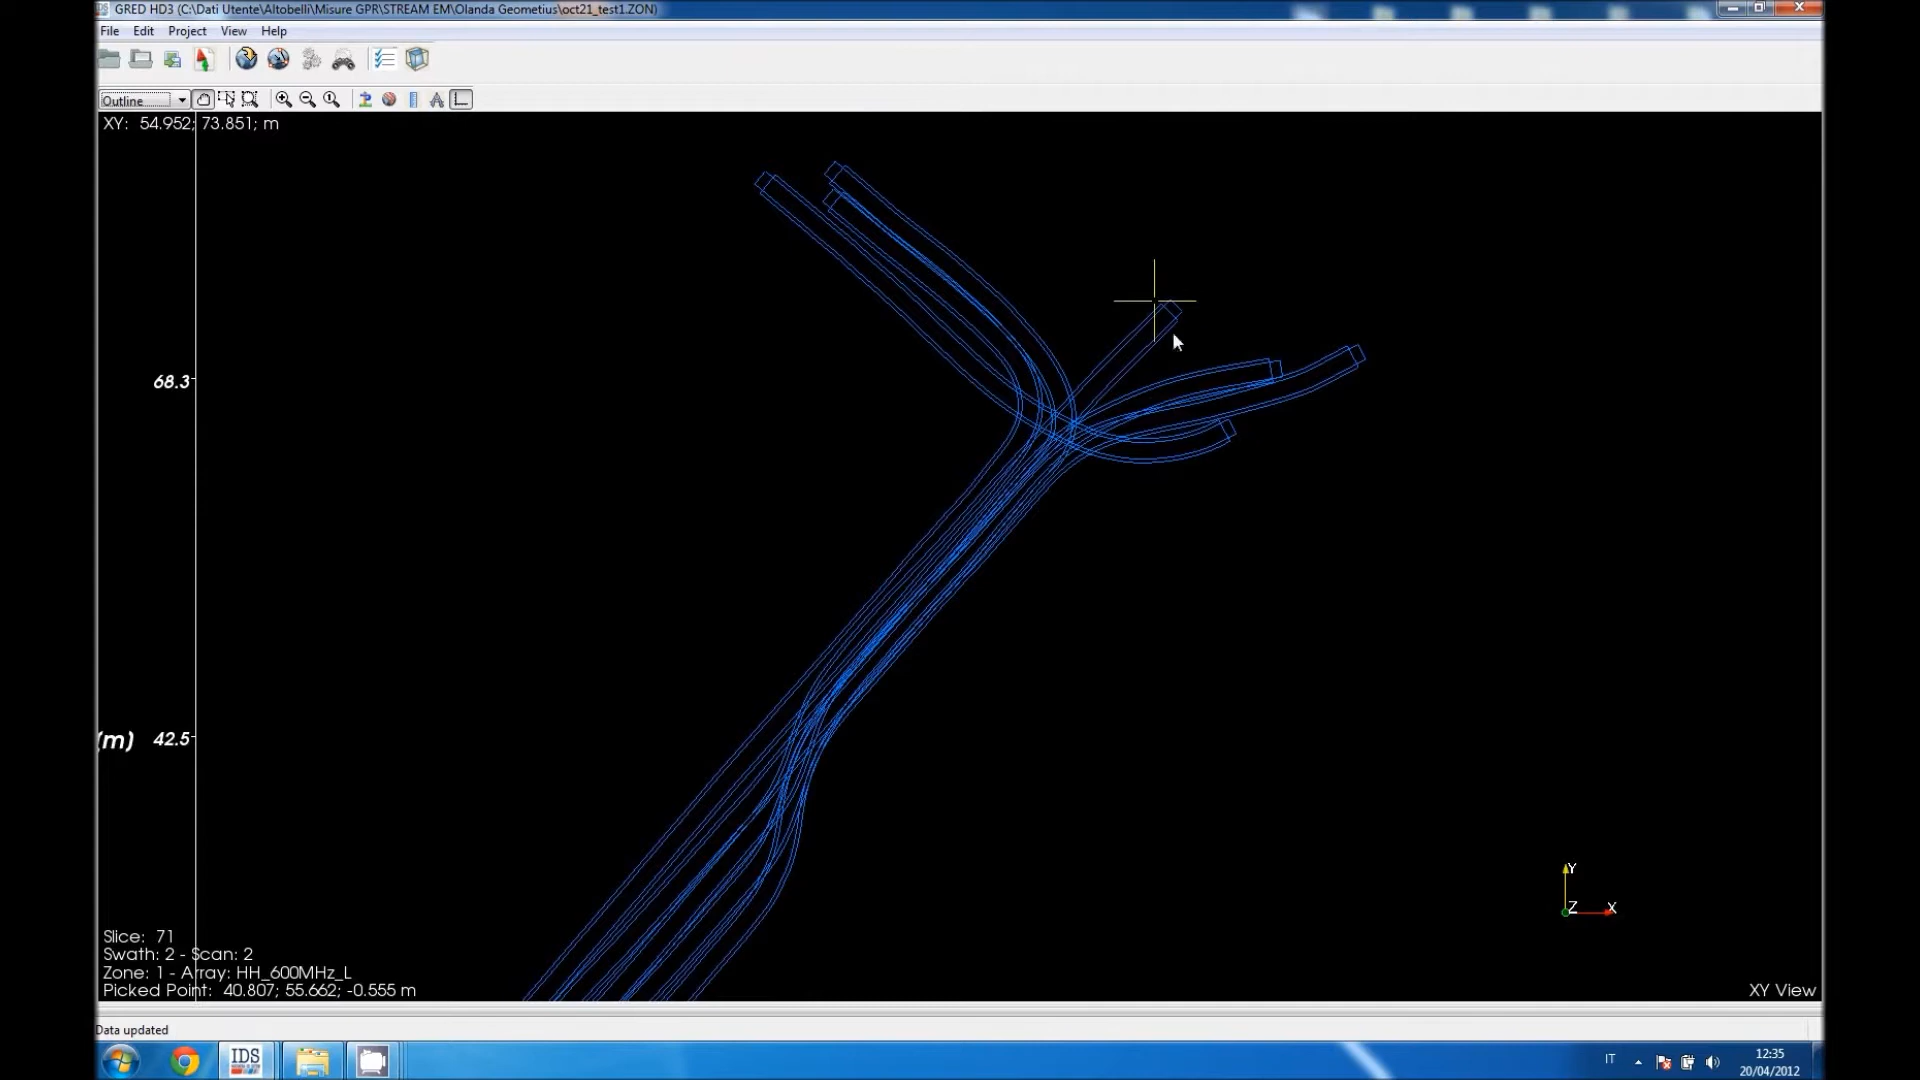 GRED HD3 (C:\Dati Utente\Altobelli\Misure GPR\STREAM EM\Olanda Geometius\oct21_test1.ZON)
File Edit Project View Help
Outline
XY: 54.952; 73.851; m
68.3
(m) 42.5
Y
Z X
Slice: 71
Swath: 2 - Scan: 2
Zone: 1 - Array: HH_600MHz_L
Picked Point: 40.807; 55.662; -0.555 m
XY View
Data updated
IDS
IT
12:35
20/04/2012